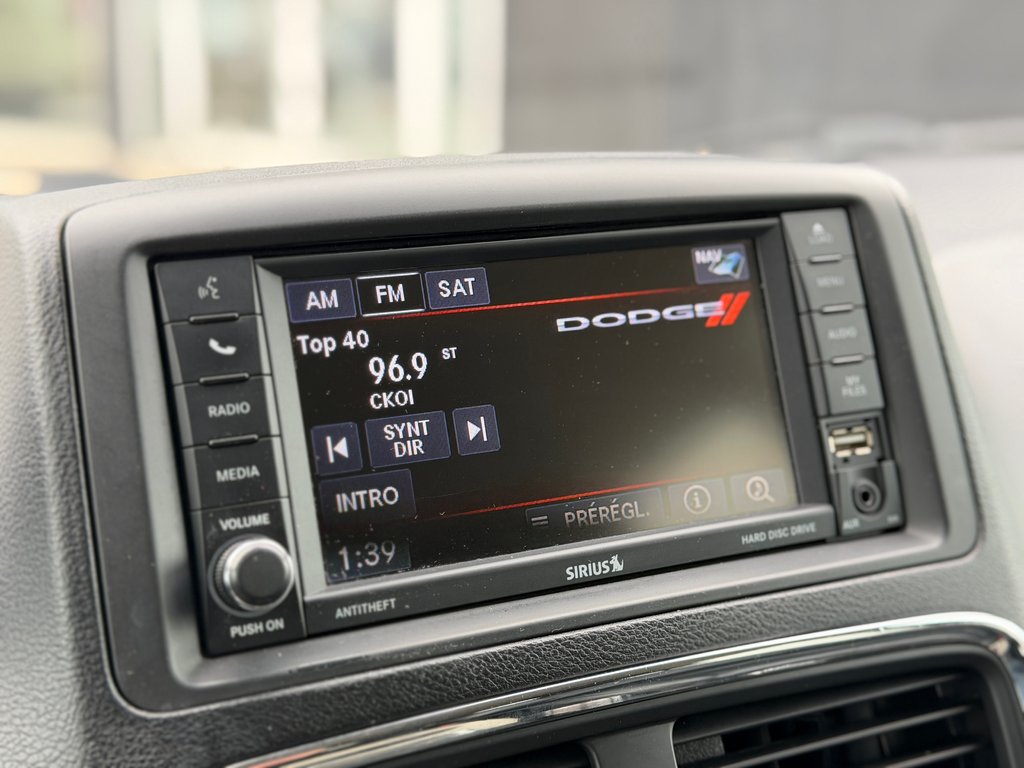 AM FM SAT NAV
DODGE
Top 40
96.9 ST
CKOI
SYNT
DIR
INTRO
PRÉRÉGL.
1:39
RADIO
MEDIA
VOLUME
PUSH ON
ANTITHEFT
SIRIUS
HARD DISC DRIVE
LOAD
MENU
AUDIO
MY
FILES
AUX